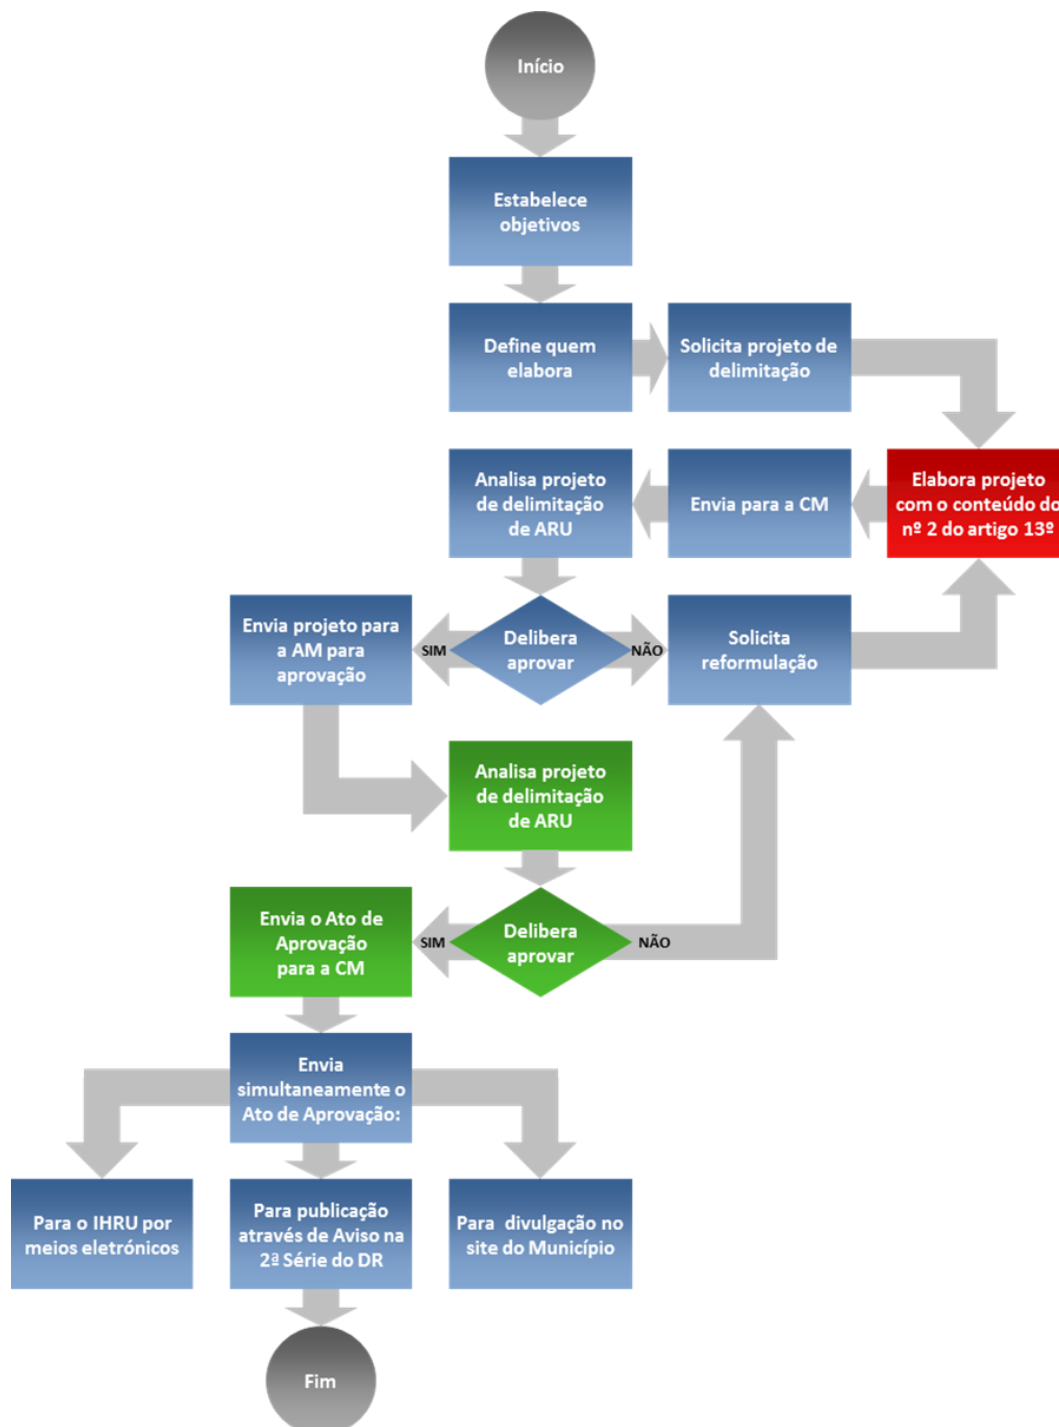 Início
Estabelece
objetivos
Define quem
elabora
Solicita projeto de
delimitação
Analisa projeto
de delimitação
de ARU
Envia para a CM
Elabora projeto
com o conteúdo do
nº 2 do artigo 13º
Envia projeto para
a AM para
aprovação
SIM
Delibera
aprovar
NÃO
Solicita
reformulação
Analisa projeto
de delimitação
de ARU
Envia o Ato de
Aprovação
para a CM
SIM
Delibera
aprovar
NÃO
Envia
simultaneamente o
Ato de Aprovação:
Para o IHRU por
meios eletrónicos
Para publicação
através de Aviso na
2ª Série do DR
Para divulgação no
site do Município
Fim